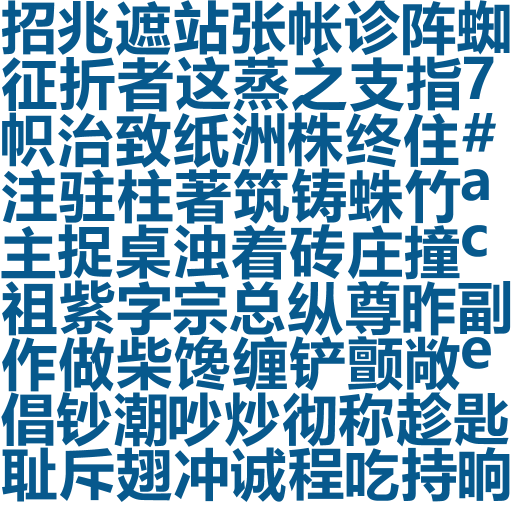 招兆遮站张帐诊阵蜘
征折者这蒸之支指7
帜治致纸洲株终住#
注驻柱著筑铸蛛竹a
主捉桌浊着砖庄撞c
祖紫字宗总纵尊昨副
作做柴馋缠铲颤敞e
倡钞潮吵炒彻称趁匙
耻斥翅冲诚程吃持晌